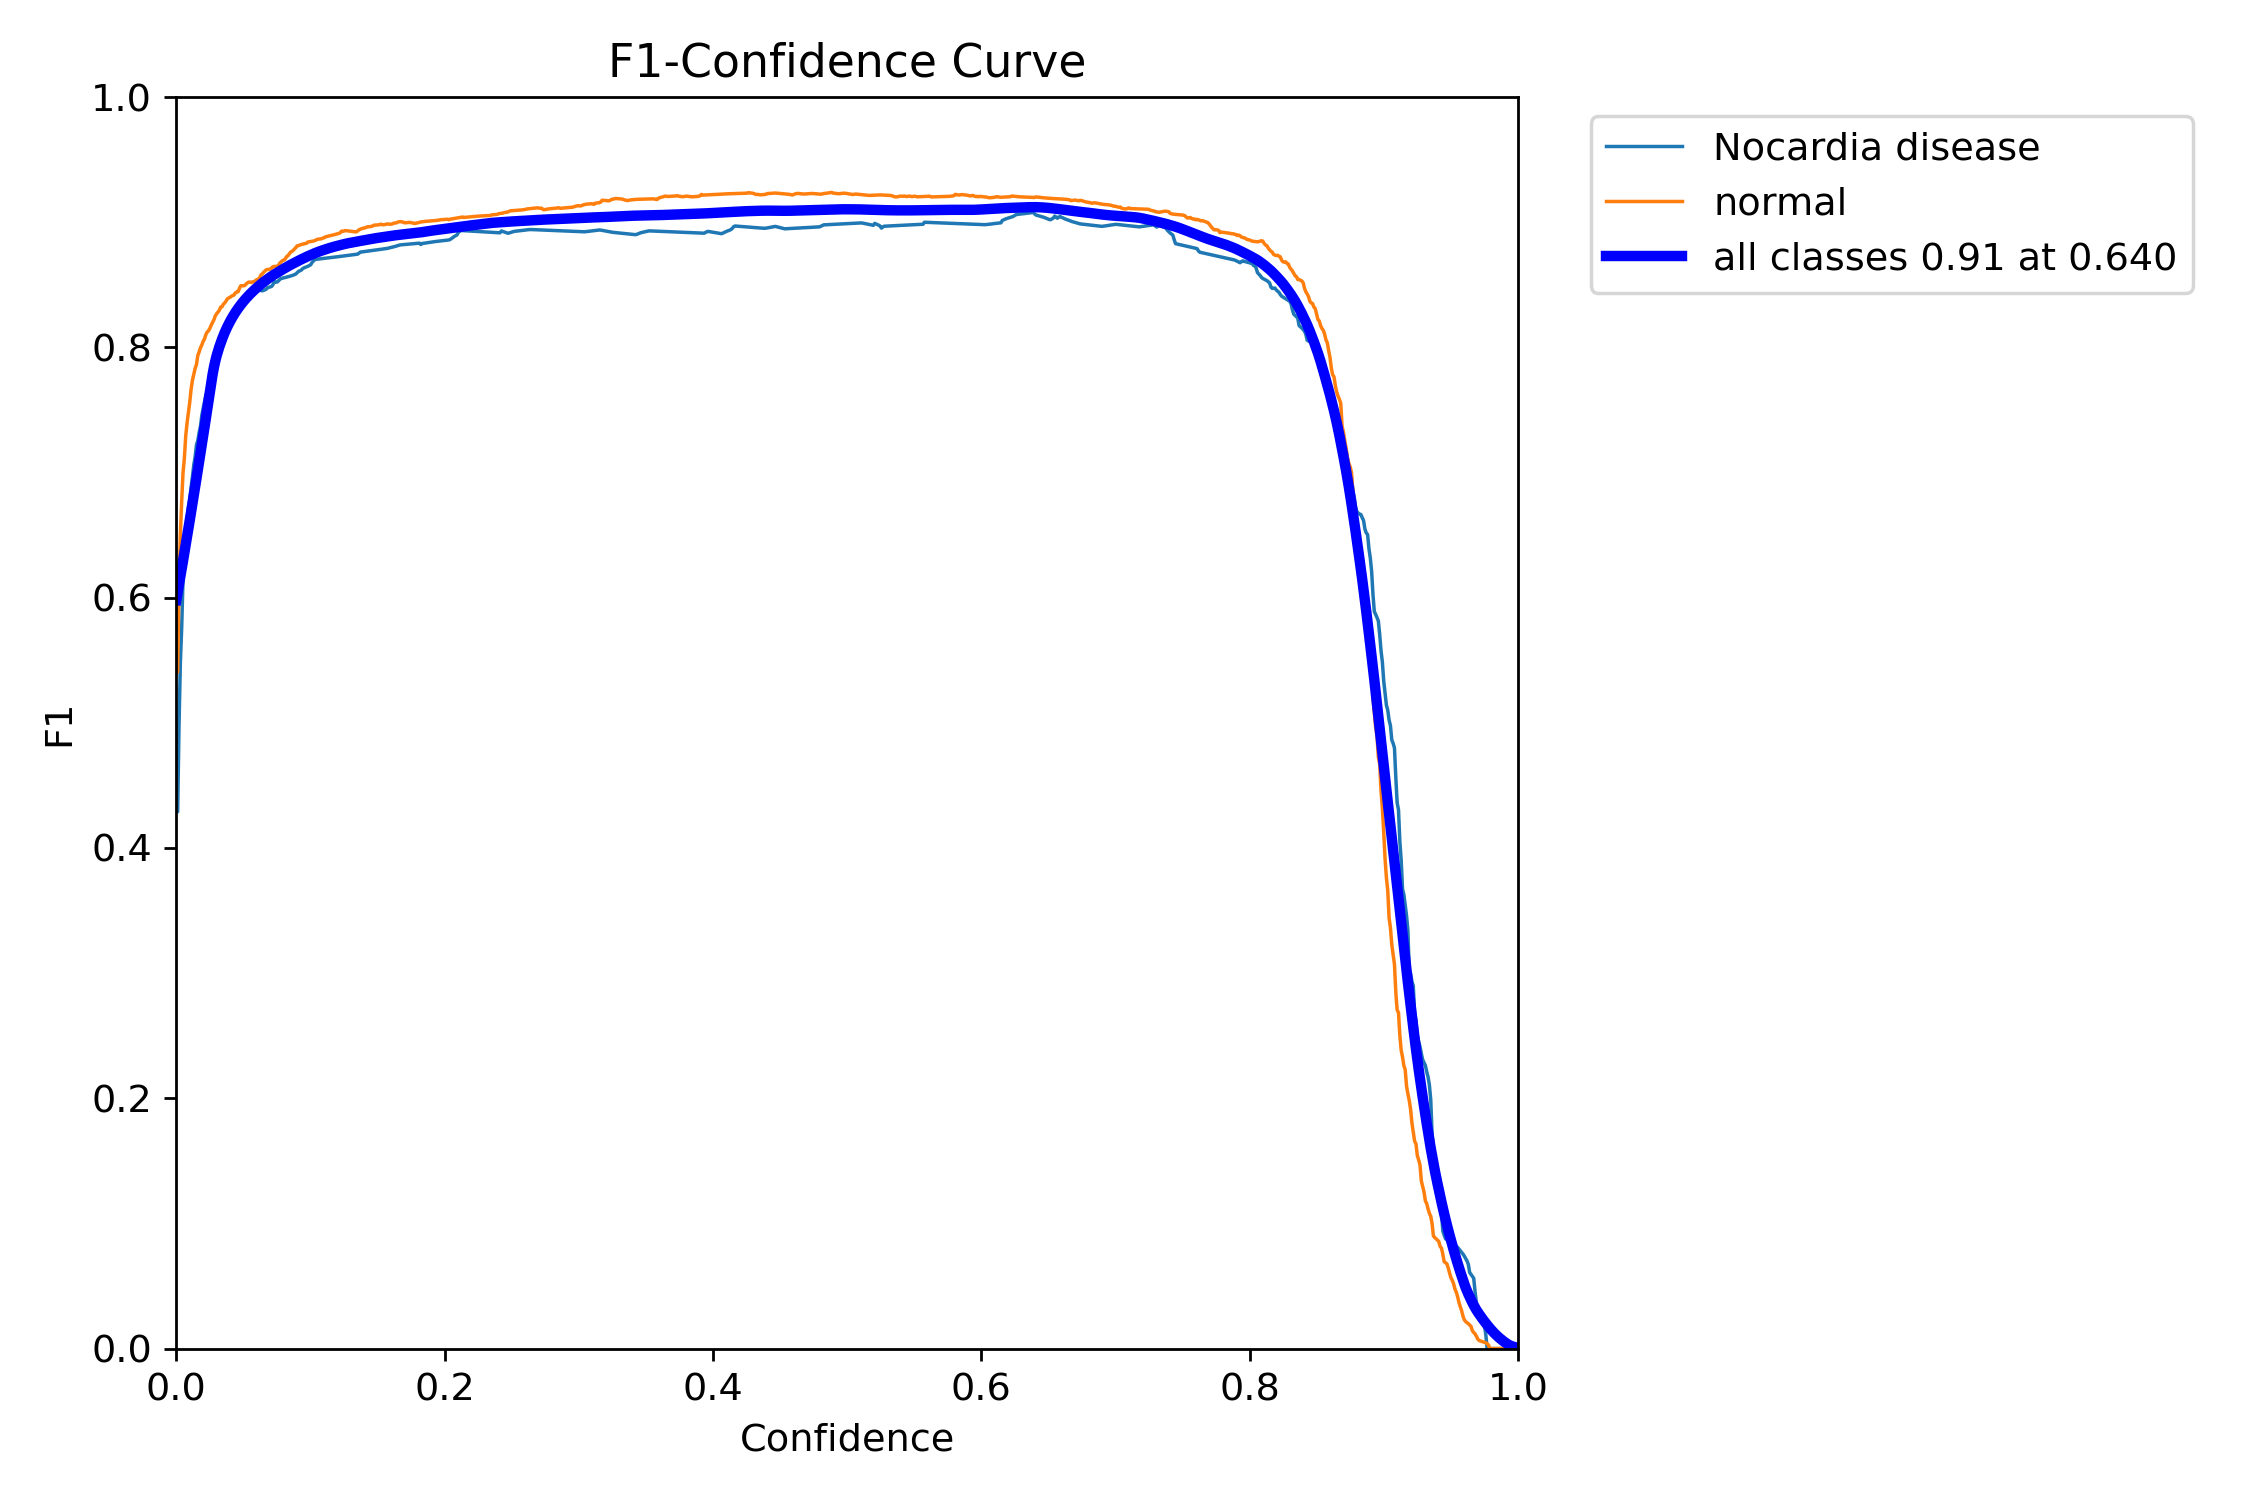 F1-Confidence Curve
1.0
0.8
0.6
0.4
0.2
0.0
F1
0.0 0.2 0.4 0.6 0.8 1.0
Confidence
Nocardia disease
normal
all classes 0.91 at 0.640